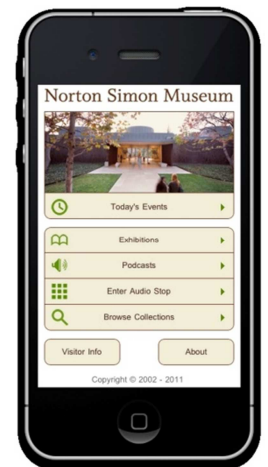 Norton Simon Museum
Today's Events
Exhibitions
Podcasts
Enter Audio Stop
Browse Collections
Visitor Info
About
Copyright © 2002 - 2011